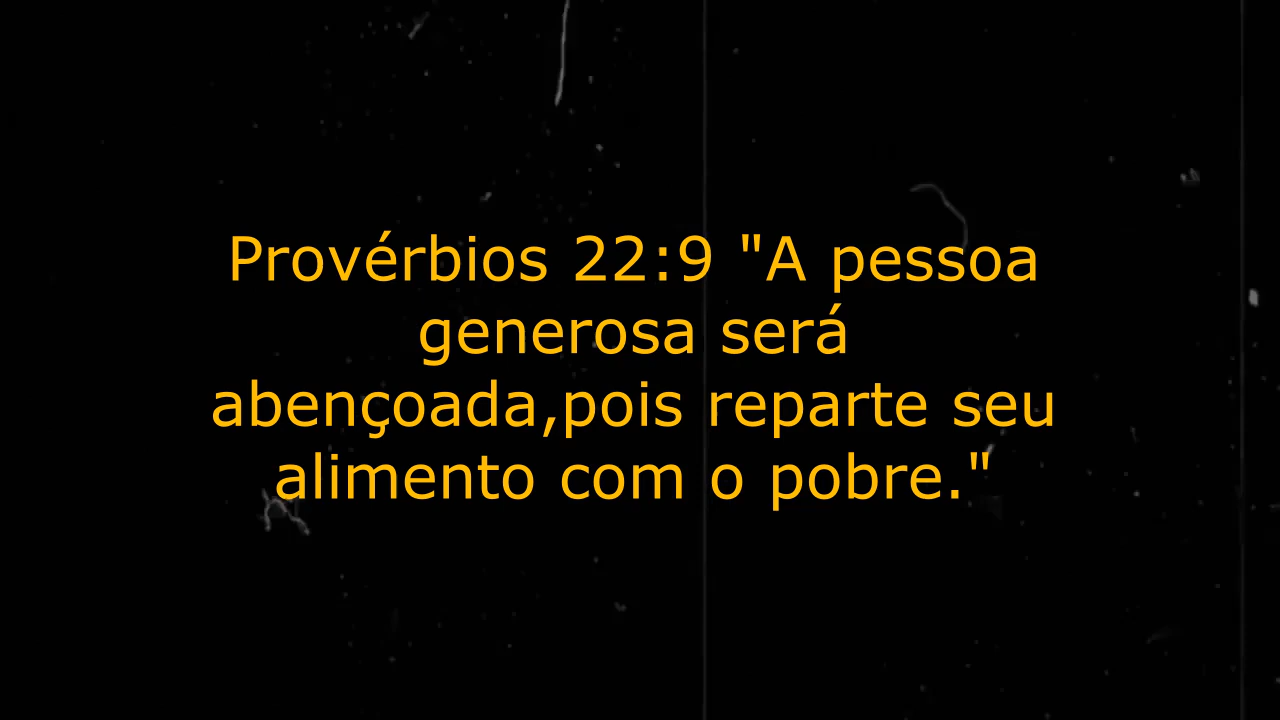 Provérbios 22:9 "A pessoa
generosa será
abençoada,pois reparte seu
alimento com o pobre."